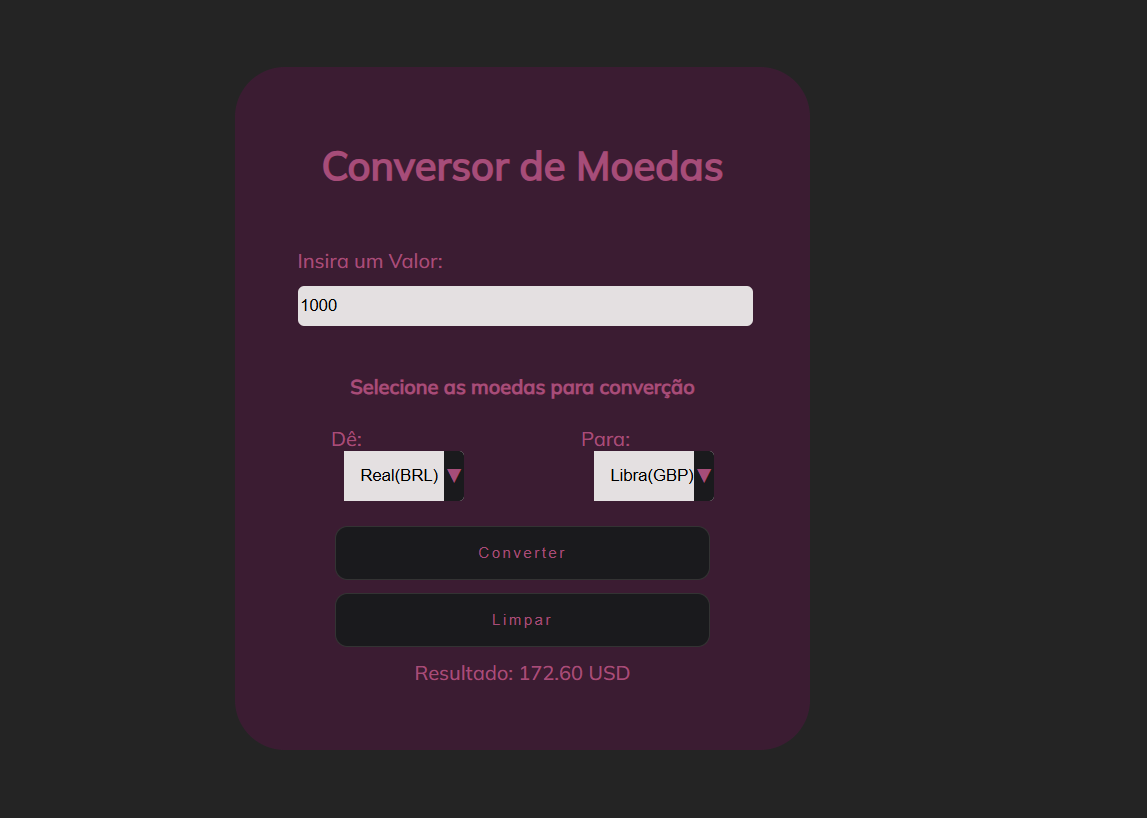 Conversor de Moedas
Insira um Valor:
1000
Selecione as moedas para converção
Dê: Para:
Real(BRL) ▼ Libra(GBP) ▼
Converter
Limpar
Resultado: 172.60 USD